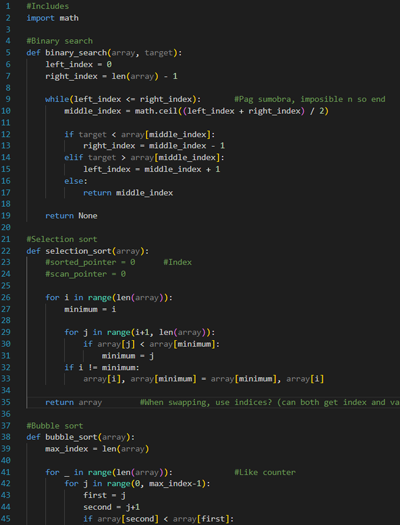 1 #Includes
2 import math
3
4 #Binary search
5 def binary_search(array, target):
6     left_index = 0
7     right_index = len(array) - 1
8
9     while(left_index <= right_index):       #Pag sumobra, imposible n so end
10         middle_index = math.ceil((left_index + right_index) / 2)
11
12         if target < array[middle_index]:
13             right_index = middle_index - 1
14         elif target > array[middle_index]:
15             left_index = middle_index + 1
16         else:
17             return middle_index
18
19     return None
20
21 #Selection sort
22 def selection_sort(array):
23     #sorted_pointer = 0      #Index
24     #scan_pointer = 0
25
26     for i in range(len(array)):
27         minimum = i
28
29         for j in range(i+1, len(array)):
30             if array[j] < array[minimum]:
31                 minimum = j
32         if i != minimum:
33             array[i], array[minimum] = array[minimum], array[i]
34
35     return array        #When swapping, use indices? (can both get index and va
36
37 #Bubble sort
38 def bubble_sort(array):
39     max_index = len(array)
40
41     for _ in range(len(array)):             #Like counter
42         for j in range(0, max_index-1):
43             first = j
44             second = j+1
45             if array[second] < array[first]: